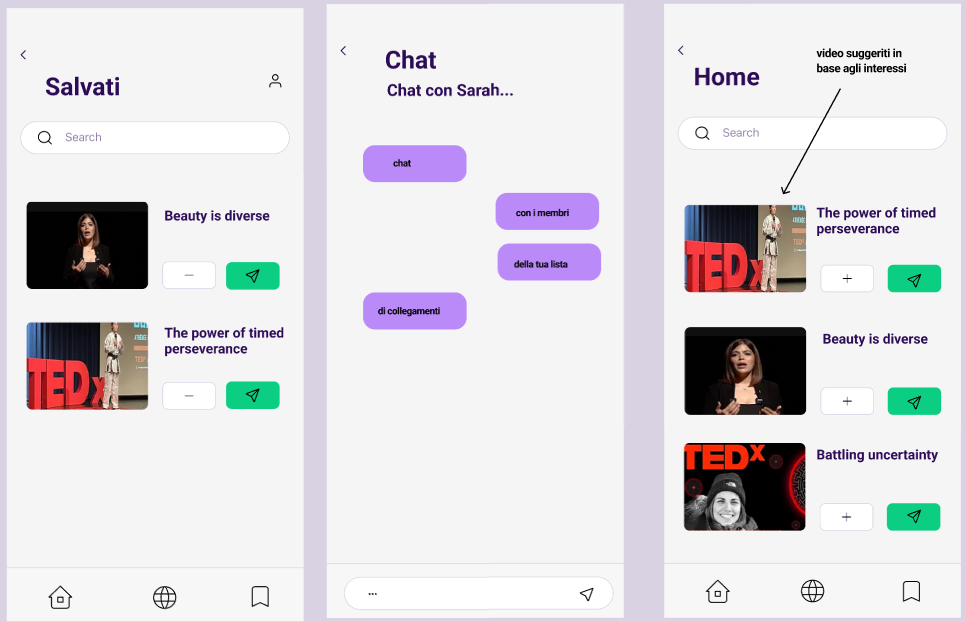 Salvati
Search
Beauty is diverse
The power of timed
perseverance
TEDx
Chat
Chat con Sarah...
chat
con i membri
della tua lista
di collegamenti
...
video suggeriti in
base agli interessi
Home
Search
TEDx
The power of timed
perseverance
Beauty is diverse
TEDX
Battling uncertainty